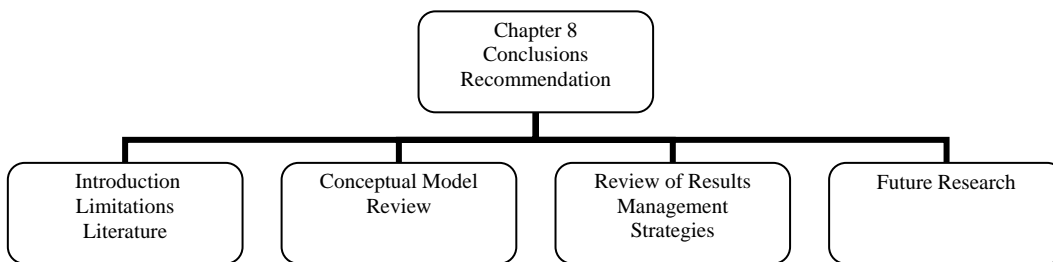 Chapter 8
Conclusions
Recommendation
Introduction
Limitations
Literature
Conceptual Model
Review
Review of Results
Management
Strategies
Future Research